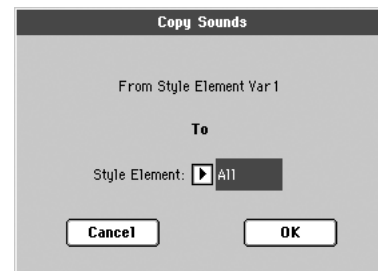 Copy Sounds
From Style Element Var1
To
Style Element: All
Cancel OK